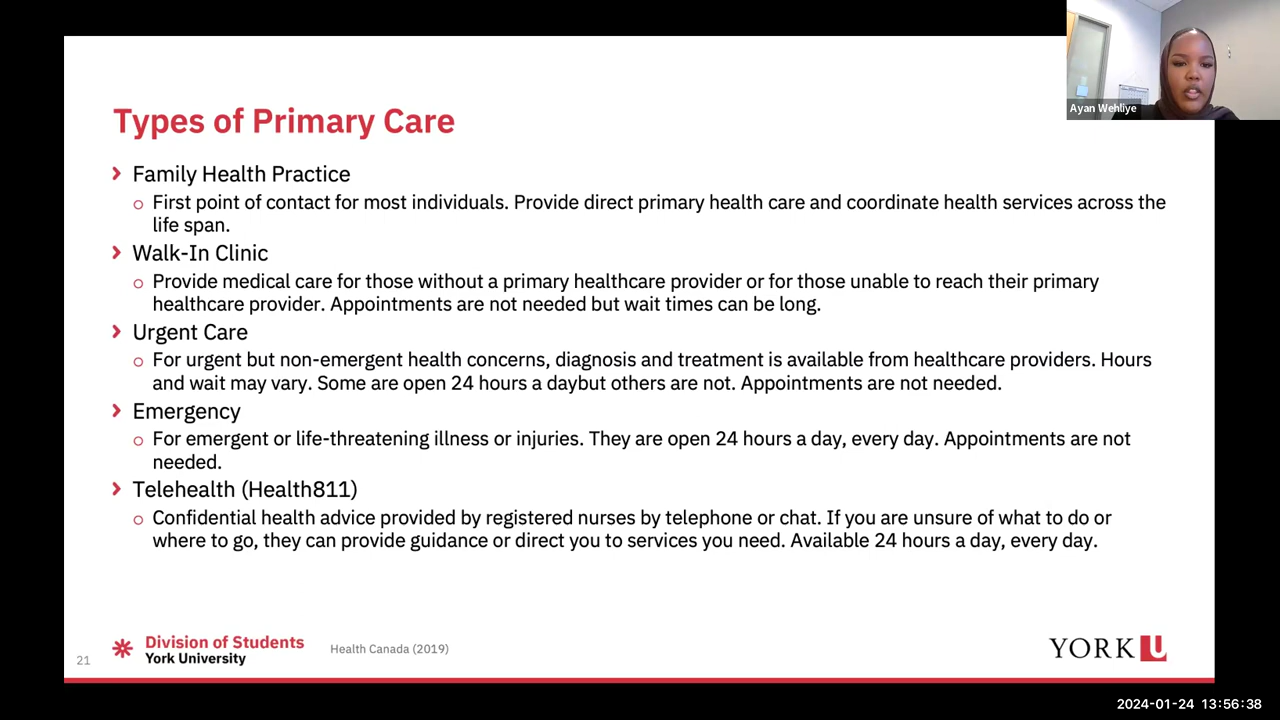 Ayan Wehliye
Types of Primary Care
Family Health Practice
First point of contact for most individuals. Provide direct primary health care and coordinate health services across the
life span.
Walk-In Clinic
Provide medical care for those without a primary healthcare provider or for those unable to reach their primary
healthcare provider. Appointments are not needed but wait times can be long.
Urgent Care
For urgent but non-emergent health concerns, diagnosis and treatment is available from healthcare providers. Hours
and wait may vary. Some are open 24 hours a daybut others are not. Appointments are not needed.
Emergency
For emergent or life-threatening illness or injuries. They are open 24 hours a day, every day. Appointments are not
needed.
Telehealth (Health811)
Confidential health advice provided by registered nurses by telephone or chat. If you are unsure of what to do or
where to go, they can provide guidance or direct you to services you need. Available 24 hours a day, every day.
21
Division of Students
York University
Health Canada (2019)
YORK U
2024-01-24 13:56:38